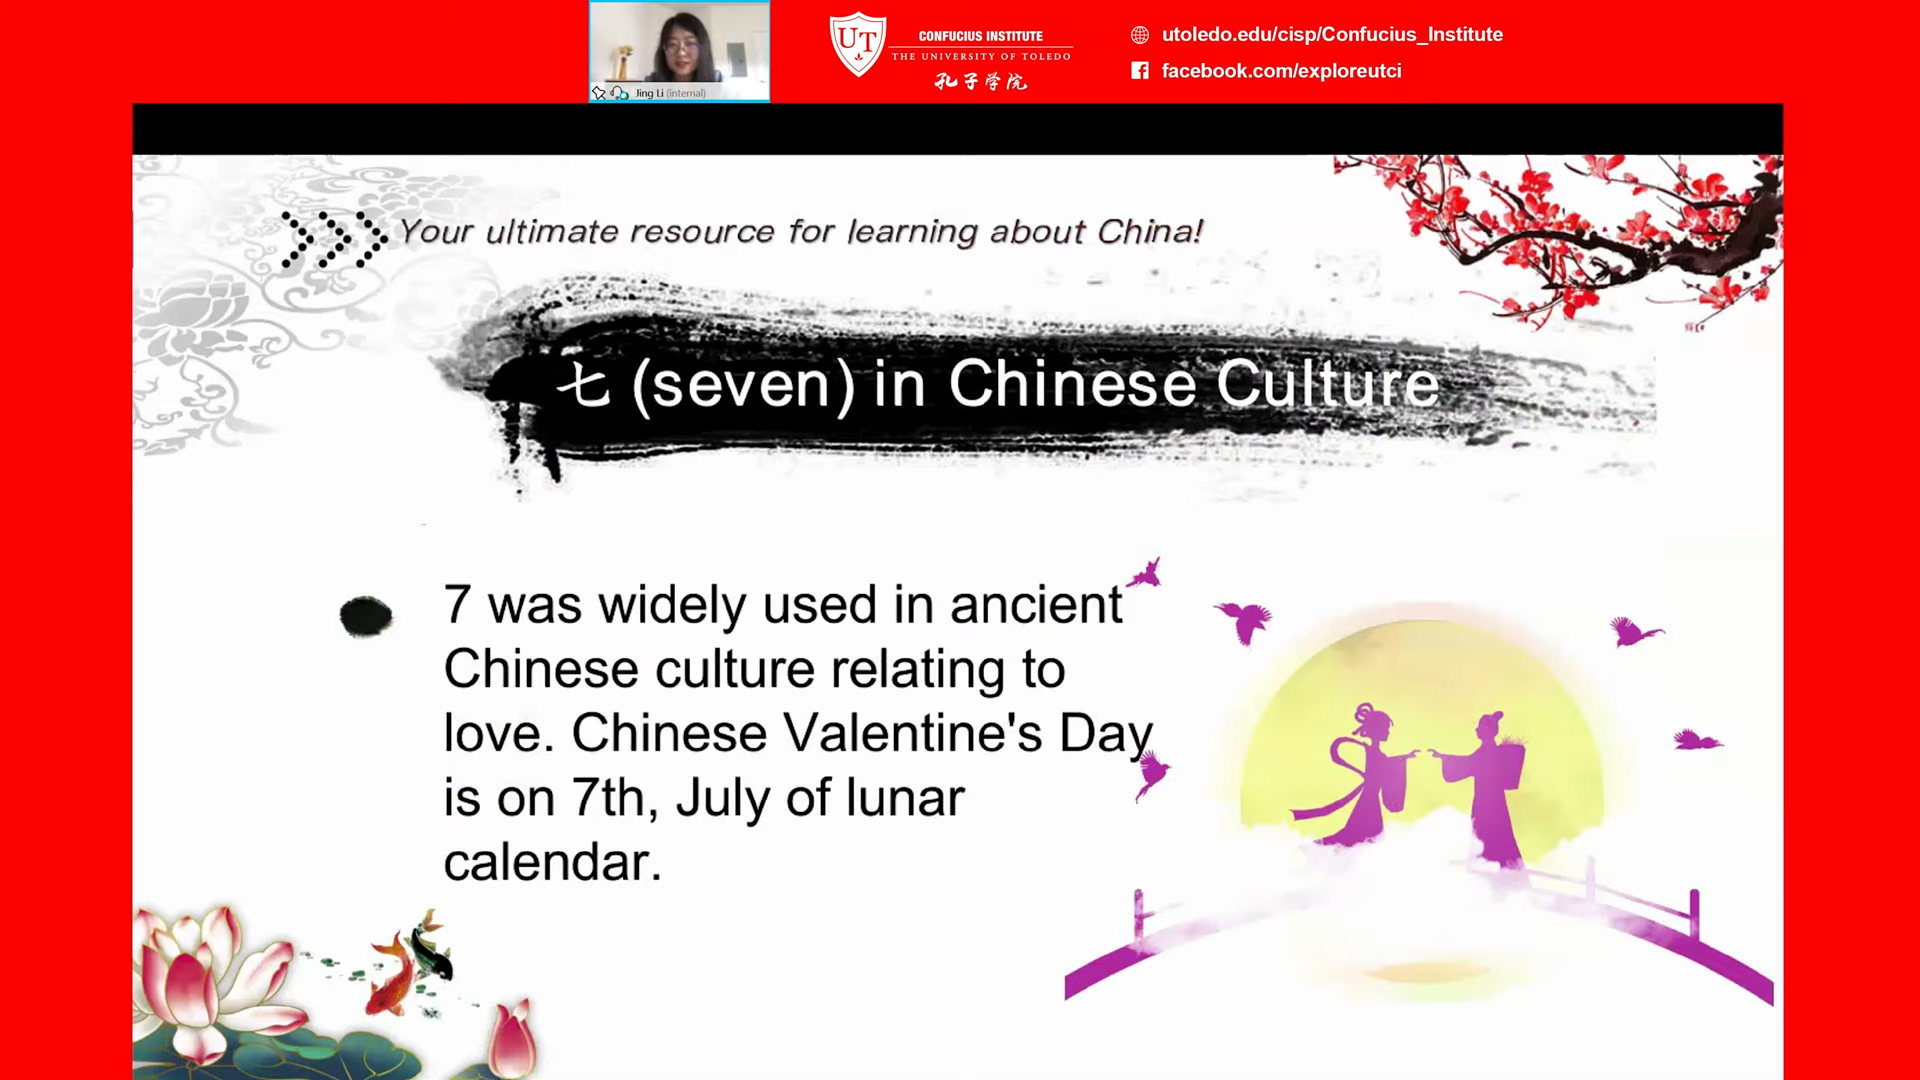 Jing Li (internal)
UT
CONFUCIUS INSTITUTE
THE UNIVERSITY OF TOLEDO
孔子学院
utoledo.edu/cisp/Confucius_Institute
facebook.com/exploreutci
Your ultimate resource for learning about China!
七 (seven) in Chinese Culture
7 was widely used in ancient
Chinese culture relating to
love. Chinese Valentine's Day
is on 7th, July of lunar
calendar.